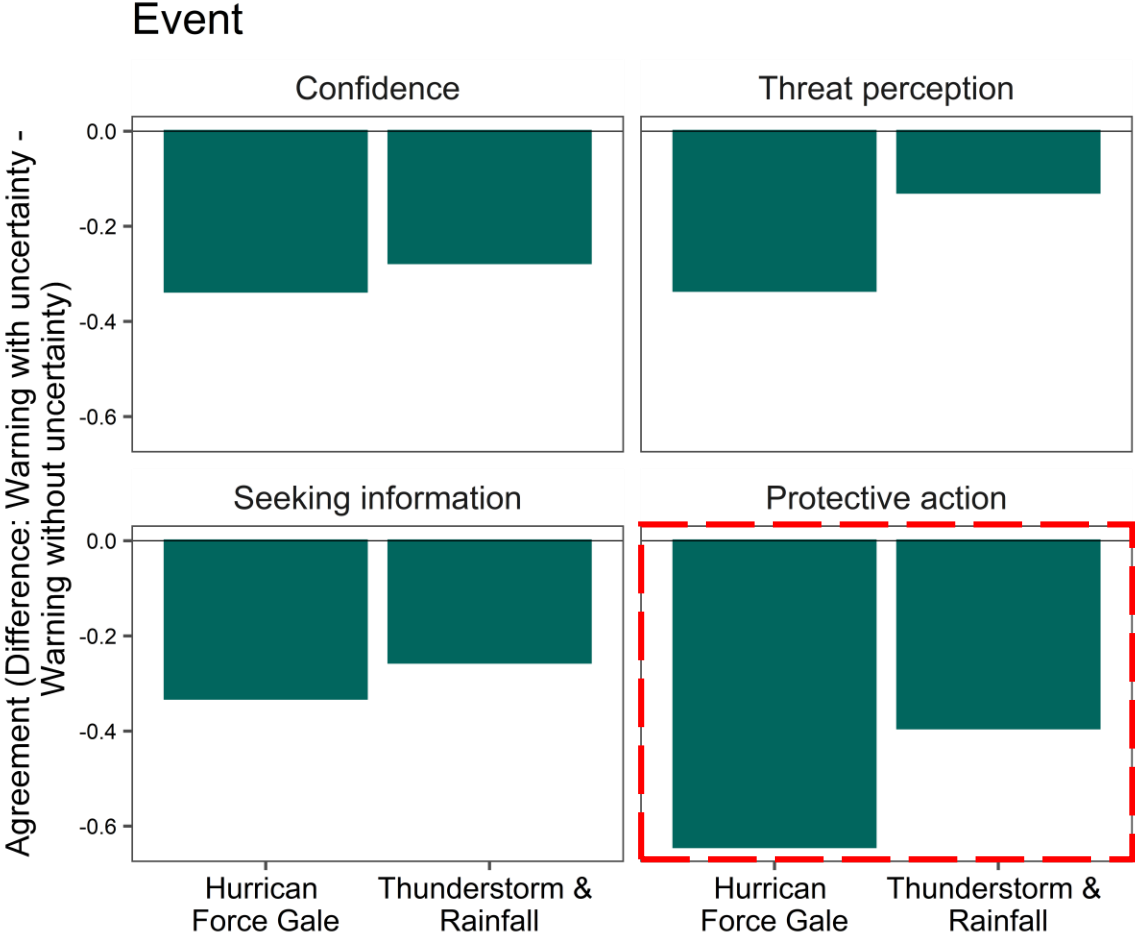 Event
Agreement (Difference: Warning with uncertainty -
Warning without uncertainty)
Confidence
Threat perception
0.0
-0.2
-0.4
-0.6
Seeking information
Protective action
0.0
-0.2
-0.4
-0.6
Hurrican
Force Gale
Thunderstorm &
Rainfall
Hurrican
Force Gale
Thunderstorm &
Rainfall